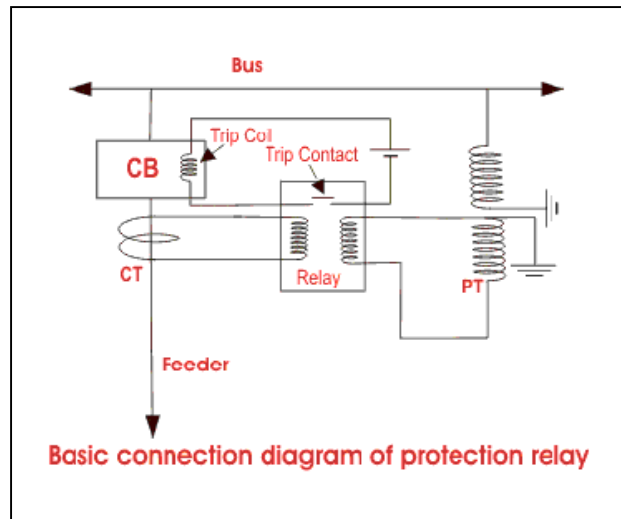 Bus
Trip Coil
Trip Contact
CB
Relay
CT
PT
Feeder
Basic connection diagram of protection relay